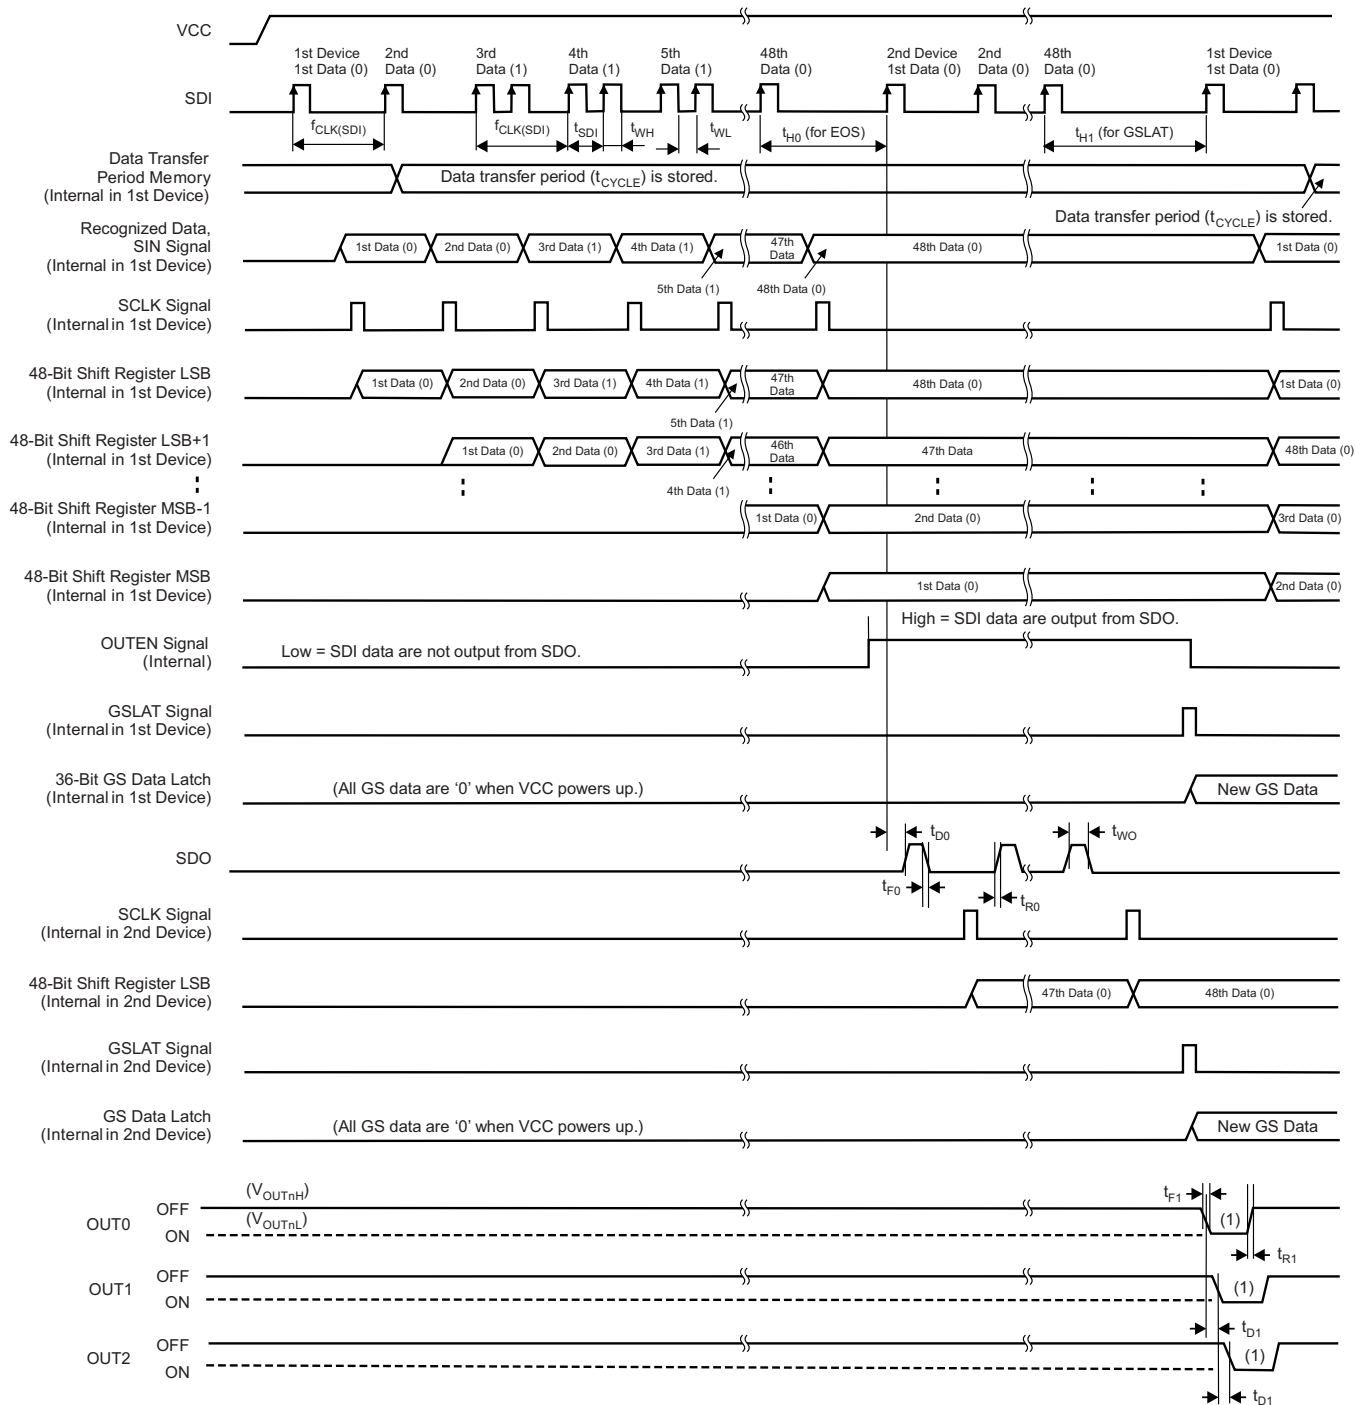 VCC
1st Device 2nd 3rd 4th 5th 48th 2nd Device 2nd 48th 1st Device
1st Data (0) Data (0) Data (1) Data (1) Data (1) Data (0) 1st Data (0) Data (0) Data (0) 1st Data (0)
SDI
fCLK(SDI) fCLK(SDI) tSDI tWH tWL tH0 (for EOS) tH1 (for GSLAT)
Data Transfer
Period Memory
(Internal in 1st Device)
Data transfer period (tCYCLE) is stored.
Data transfer period (tCYCLE) is stored.
Recognized Data,
SIN Signal
(Internal in 1st Device)
1st Data (0) 2nd Data (0) 3rd Data (1) 4th Data (1) 47th 48th Data (0) 1st Data (0)
Data
5th Data (1) 48th Data (0)
SCLK Signal
(Internal in 1st Device)
48-Bit Shift Register LSB
(Internal in 1st Device)
1st Data (0) 2nd Data (0) 3rd Data (1) 4th Data (1) 47th 48th Data (0) 1st Data (0)
Data
5th Data (1)
48-Bit Shift Register LSB+1
(Internal in 1st Device)
1st Data (0) 2nd Data (0) 3rd Data (1) 46th 47th Data 48th Data (0)
Data
4th Data (1)
48-Bit Shift Register MSB-1
(Internal in 1st Device)
1st Data (0) 2nd Data (0) 3rd Data (0)
48-Bit Shift Register MSB
(Internal in 1st Device)
1st Data (0) 2nd Data (0)
High = SDI data are output from SDO.
OUTEN Signal
(Internal)
Low = SDI data are not output from SDO.
GSLAT Signal
(Internal in 1st Device)
36-Bit GS Data Latch
(Internal in 1st Device)
(All GS data are ‘0’ when VCC powers up.) New GS Data
SDO
tD0 tWO
tF0 tR0
SCLK Signal
(Internal in 2nd Device)
48-Bit Shift Register LSB
(Internal in 2nd Device)
47th Data (0) 48th Data (0)
GSLAT Signal
(Internal in 2nd Device)
GS Data Latch
(Internal in 2nd Device)
(All GS data are ‘0’ when VCC powers up.) New GS Data
OUT0
OFF (VOUTnH) tF1
ON (VOUTnL) (1)
tR1
OUT1
OFF
ON (1)
tD1
OUT2
OFF
ON (1)
tD1